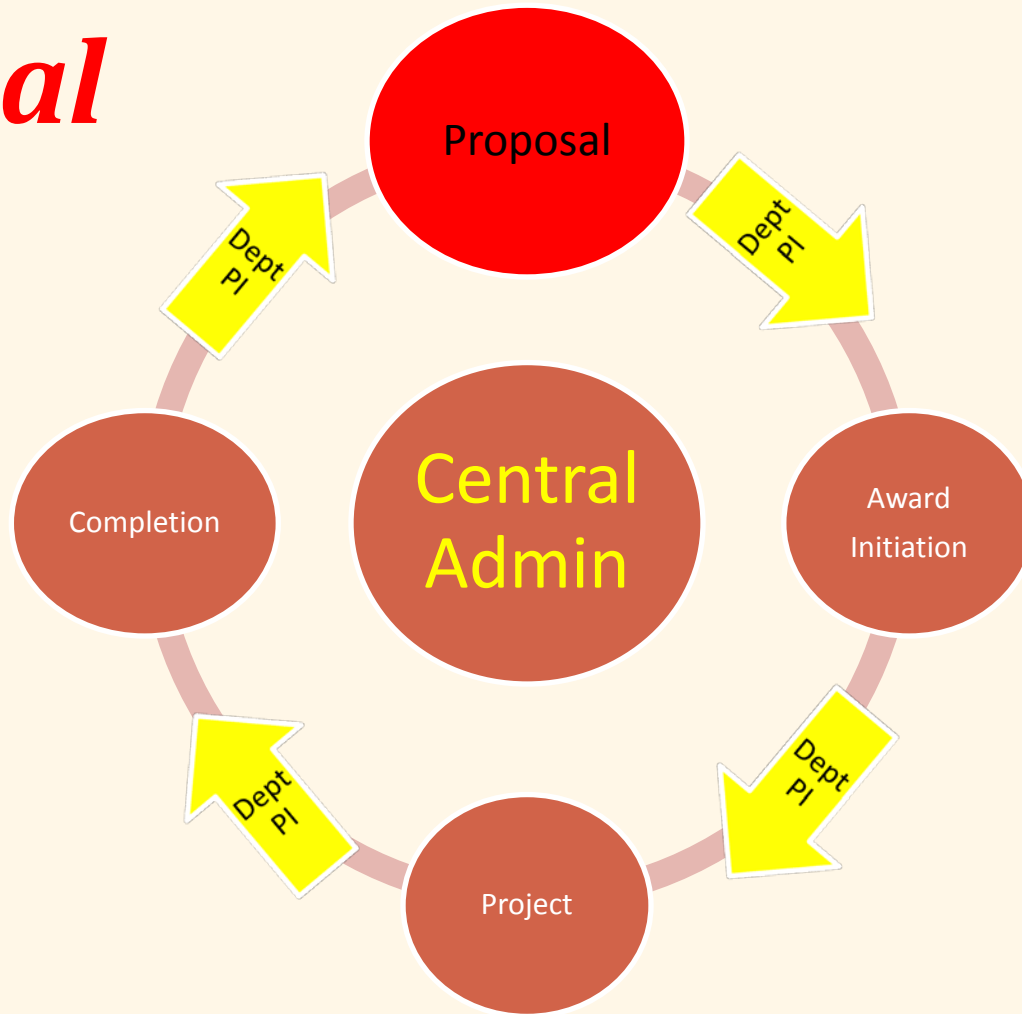 al
Proposal
Dept
PI
Dept
PI
Central
Admin
Completion
Award
Initiation
Dept
PI
Dept
PI
Project